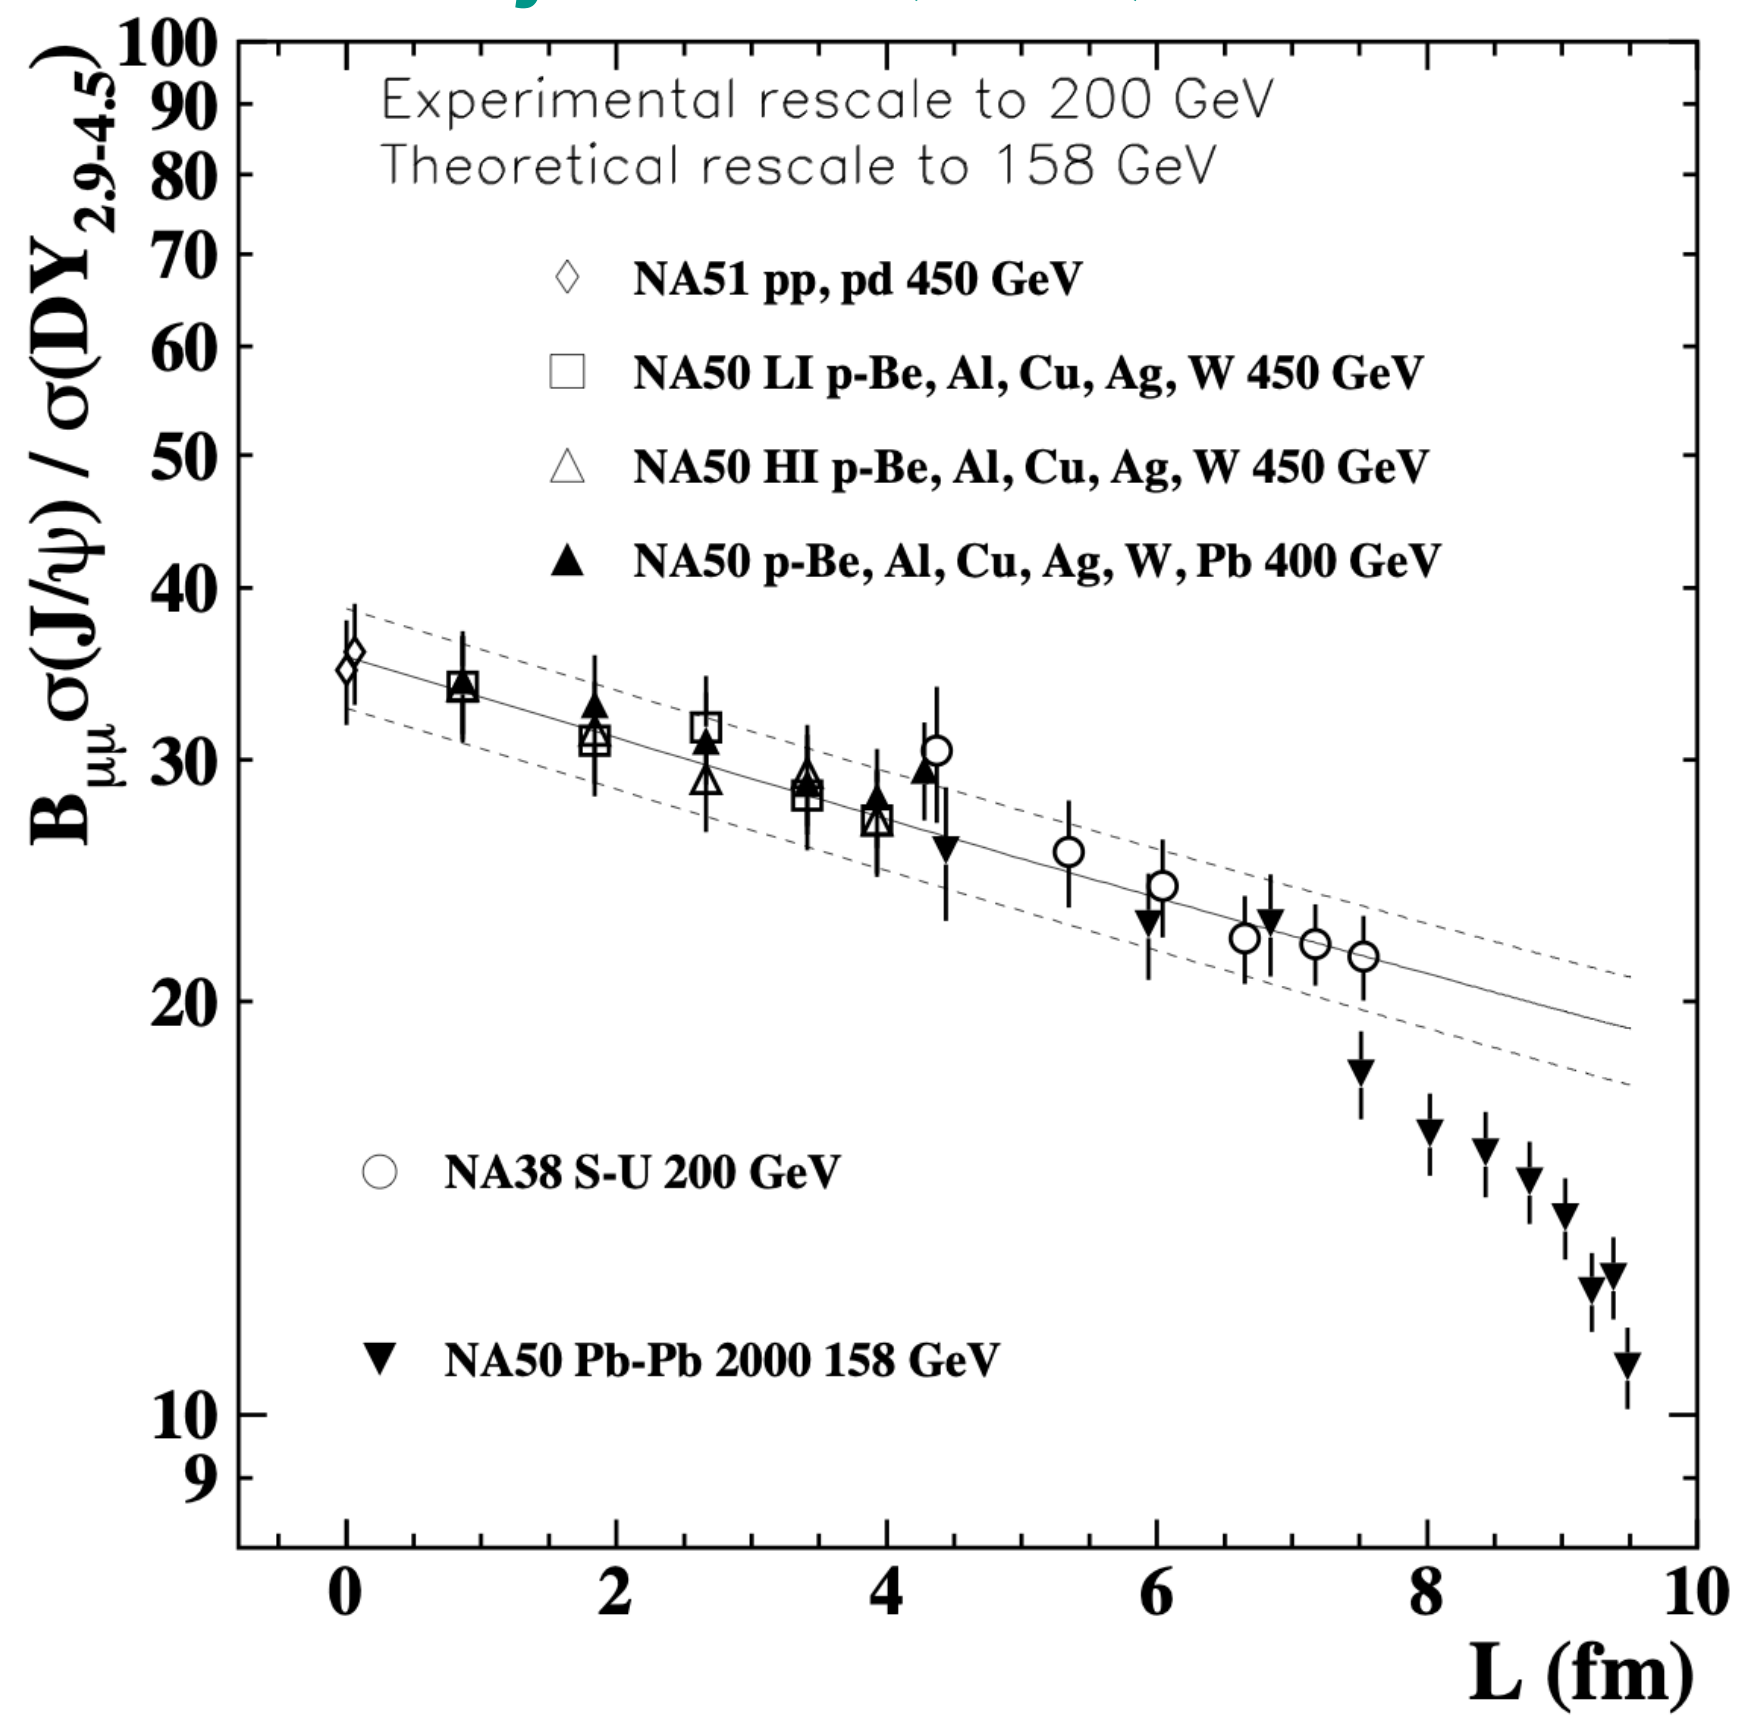 B_μμ σ(J/ψ) / σ(DY_2.9-4.5)
100
90
80
70
60
50
40
30
20
10
9
Experimental rescale to 200 GeV
Theoretical rescale to 158 GeV
NA51 pp, pd 450 GeV
NA50 LI p-Be, Al, Cu, Ag, W 450 GeV
NA50 HI p-Be, Al, Cu, Ag, W 450 GeV
NA50 p-Be, Al, Cu, Ag, W, Pb 400 GeV
NA38 S-U 200 GeV
NA50 Pb-Pb 2000 158 GeV
0 2 4 6 8 10
L (fm)